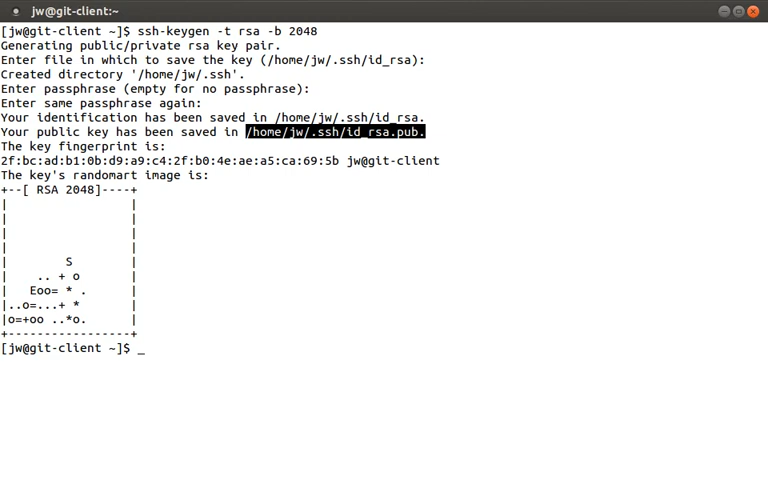 jw@git-client:~
[jw@git-client ~]$ ssh-keygen -t rsa -b 2048
Generating public/private rsa key pair.
Enter file in which to save the key (/home/jw/.ssh/id_rsa):
Created directory '/home/jw/.ssh'.
Enter passphrase (empty for no passphrase):
Enter same passphrase again:
Your identification has been saved in /home/jw/.ssh/id_rsa.
Your public key has been saved in /home/jw/.ssh/id_rsa.pub.
The key fingerprint is:
2f:bc:ad:b1:0b:d9:a9:c4:2f:b0:4e:ae:a5:ca:69:5b jw@git-client
The key's randomart image is:
+--[ RSA 2048]----+
|                 |
|                 |
|                 |
|                 |
|        S        |
|    .. + o       |
|   Eoo= * .      |
|..o=...+ *       |
|o=+oo ..*o.      |
+-----------------+
[jw@git-client ~]$ _